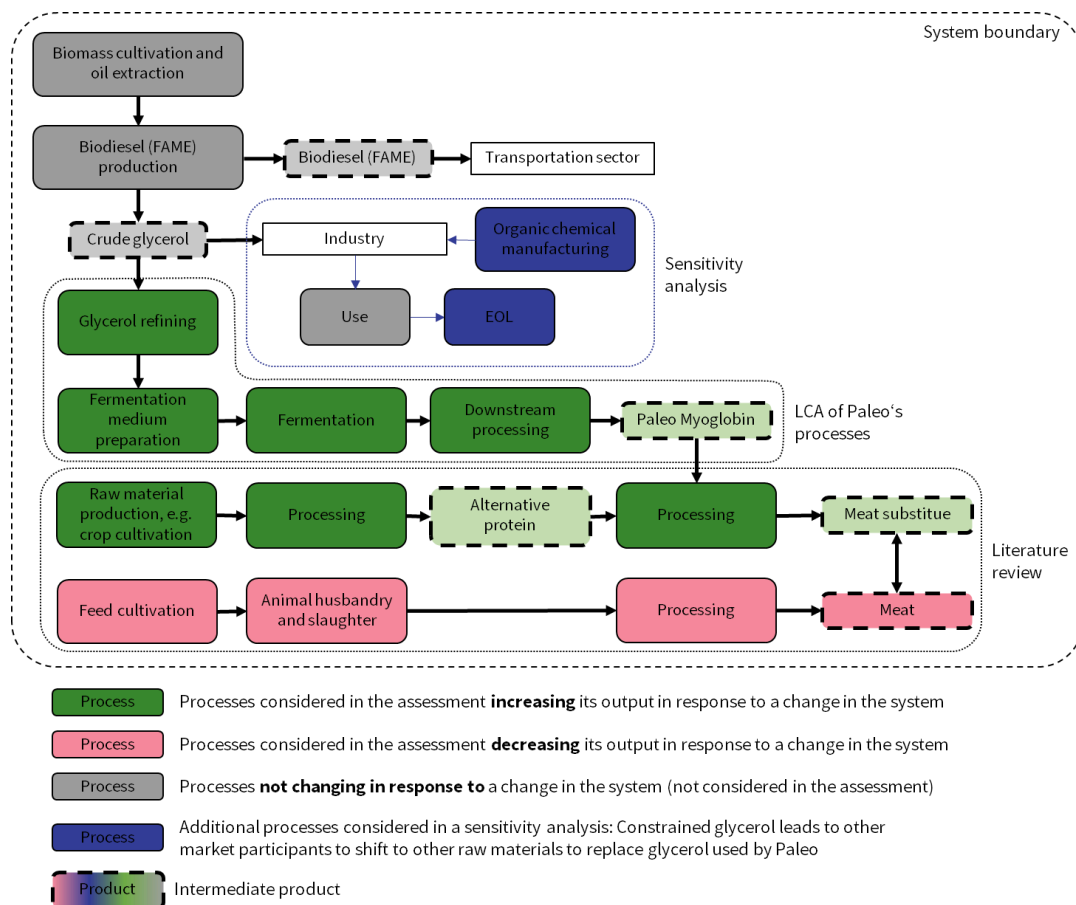 System boundary
Biomass cultivation and
oil extraction
Biodiesel (FAME)
production
Biodiesel (FAME)
Transportation sector
Crude glycerol
Industry
Organic chemical
manufacturing
Sensitivity
analysis
Use
EOL
Glycerol refining
Fermentation
medium
preparation
Fermentation
Downstream
processing
Paleo Myoglobin
LCA of Paleo‘s
processes
Raw material
production, e.g.
crop cultivation
Processing
Alternative
protein
Processing
Meat substitue
Literature
review
Feed cultivation
Animal husbandry
and slaughter
Processing
Meat
Process
Processes considered in the assessment increasing its output in response to a change in the system
Process
Processes considered in the assessment decreasing its output in response to a change in the system
Process
Processes not changing in response to a change in the system (not considered in the assessment)
Process
Additional processes considered in a sensitivity analysis: Constrained glycerol leads to other
market participants to shift to other raw materials to replace glycerol used by Paleo
Product
Intermediate product